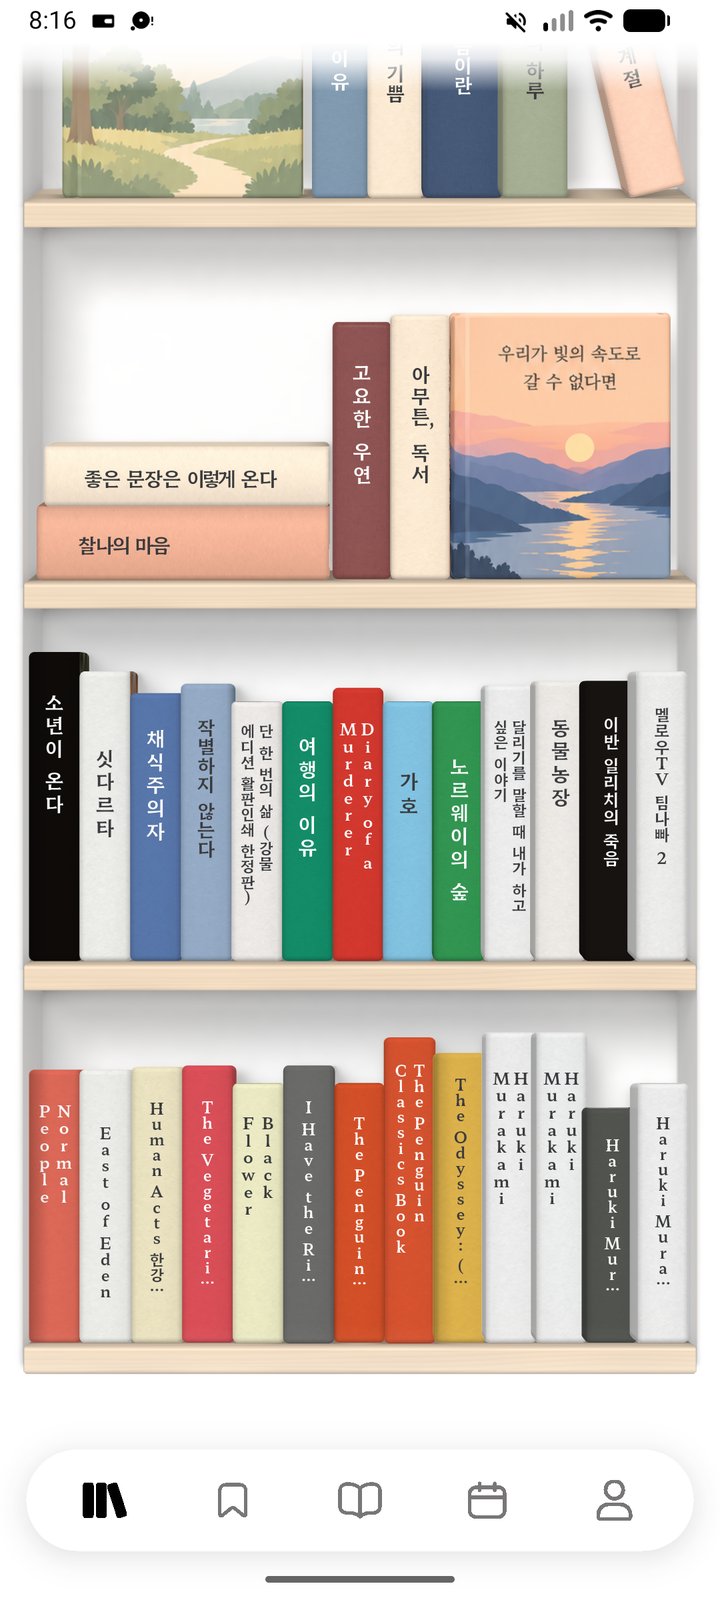 8:16
이유
기쁨
이란
하루
계절
고요한 우연
아무튼, 독서
우리가 빛의 속도로
갈 수 없다면
좋은 문장은 이렇게 온다
찰나의 마음
소년이 온다
싯다르타
채식주의자
작별하지 않는다
단 한 번의 삶 (강물
에디션 활판인쇄 한정판)
여행의 이유
Diary of a
Murderer
가호
노르웨이의 숲
달리기를 말할 때 내가 하고
싶은 이야기
동물농장
이반 일리치의 죽음
멜로우TV 팀나빠 2
Normal
People
East of Eden
Human Acts 한강...
The Vegetari...
Black
Flower
I Have the Ri...
The Penguin...
The Penguin
Classics Book
The Odyssey: (...
Haruki
Murakami
Haruki
Murakami
Haruki Mur...
Haruki Mura...